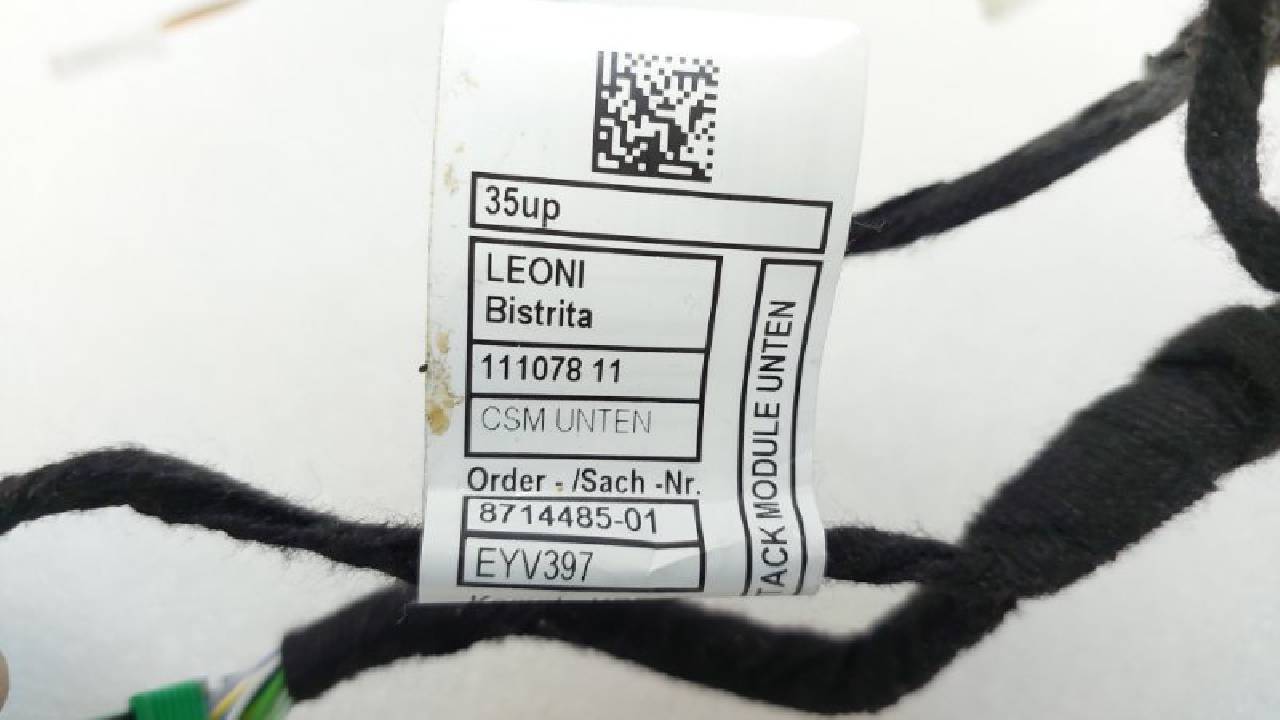 35up
LEONI
Bistrita
111078 11
CSM UNTEN
Order - /Sach -Nr.
8714485-01
EYV397
TACK MODULE UNTEN